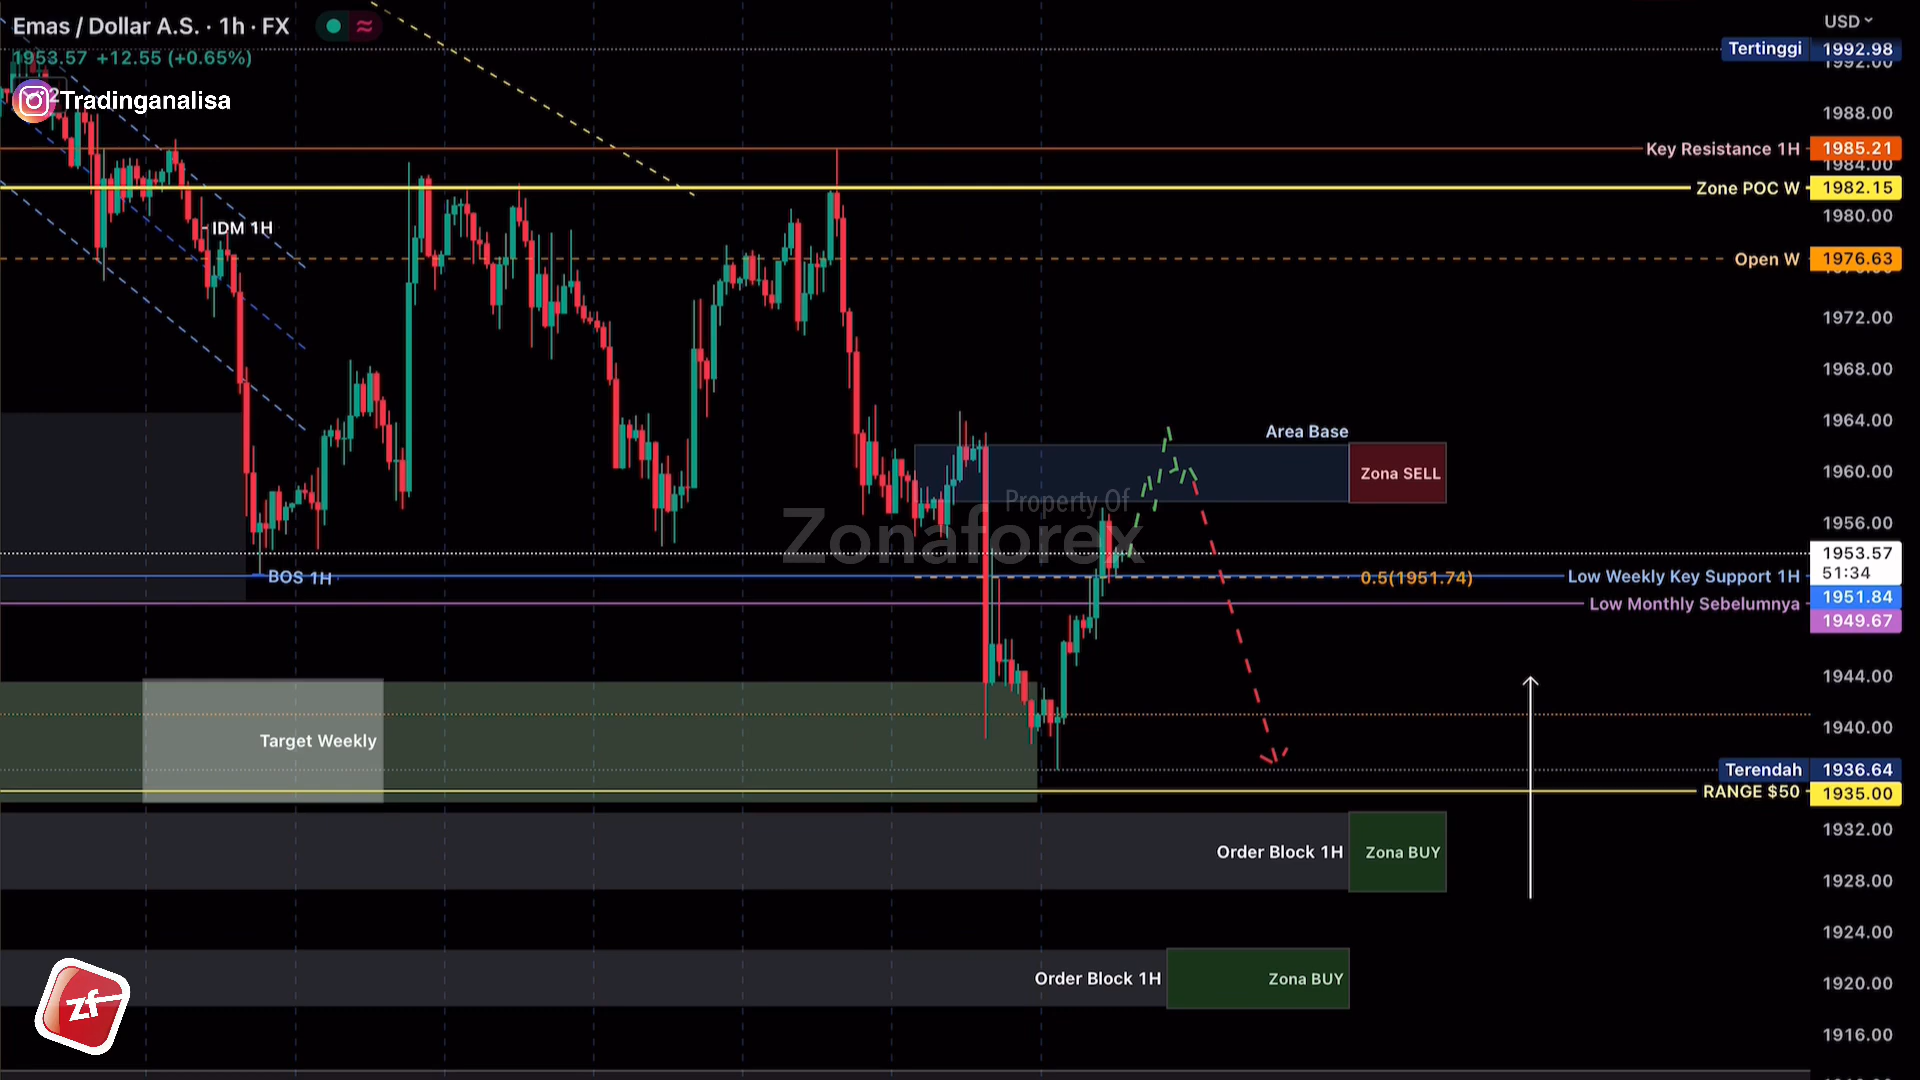 Emas / Dollar A.S. · 1h · FX
1953.57 +12.55 (+0.65%)
Tradinganalisa
USD
Tertinggi 1992.98
1992.00
1988.00
Key Resistance 1H 1985.21
1984.00
Zone POC W 1982.15
1980.00
IDM 1H
Open W 1976.63
1972.00
1968.00
1964.00
Area Base
1960.00
Zona SELL
Property Of
Zonaforex
1956.00
1953.57
51:34
BOS 1H
0.5(1951.74)
Low Weekly Key Support 1H 1951.84
Low Monthly Sebelumnya 1949.67
1944.00
1940.00
Target Weekly
Terendah 1936.64
RANGE $50 1935.00
1932.00
Order Block 1H Zona BUY
1928.00
1924.00
Order Block 1H Zona BUY
1920.00
zf
1916.00